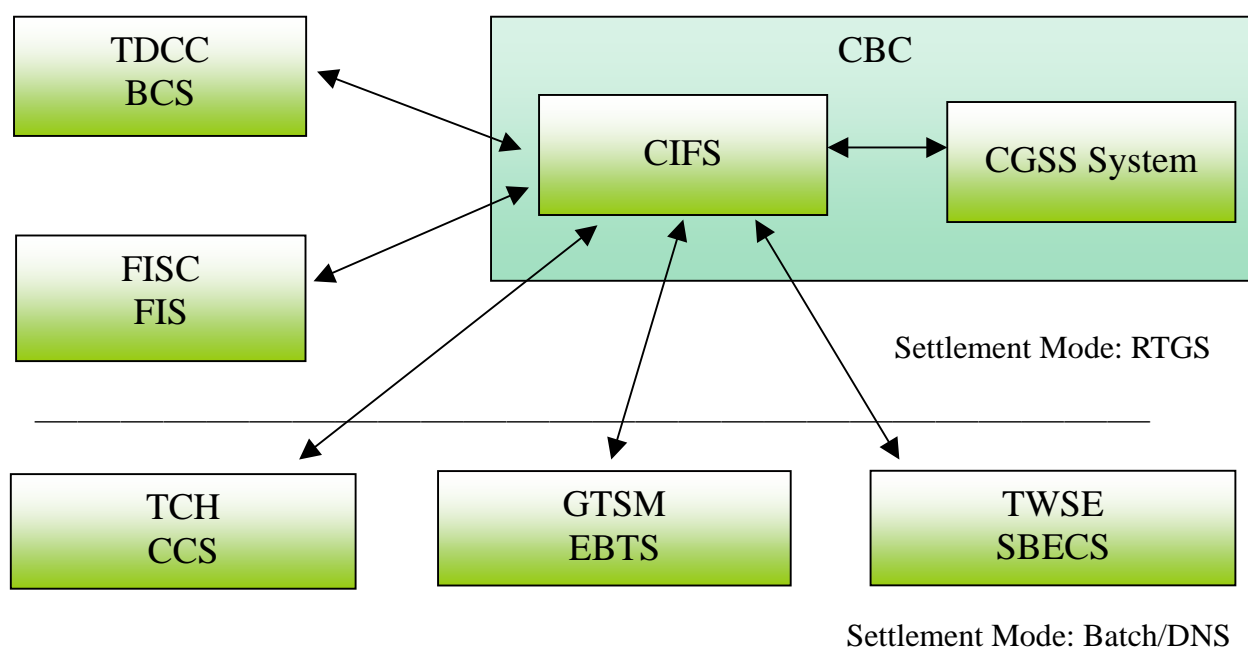 TDCC
BCS
CBC
CIFS
CGSS System
FISC
FIS
Settlement Mode: RTGS
TCH
CCS
GTSM
EBTS
TWSE
SBECS
Settlement Mode: Batch/DNS